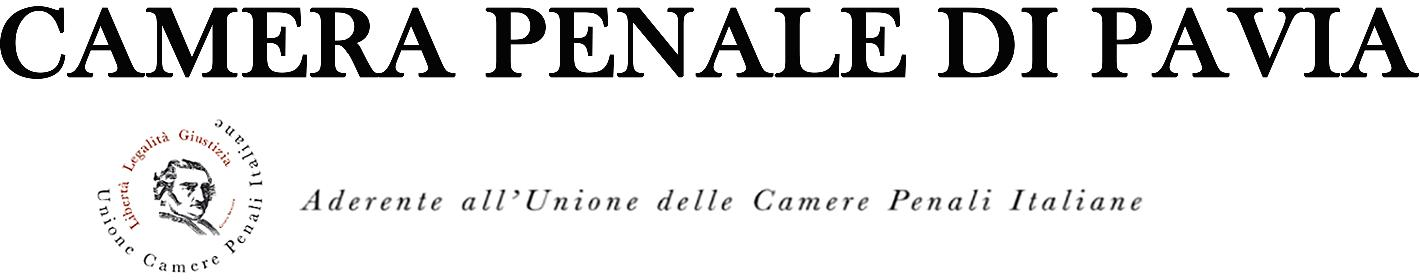 CAMERA PENALE DI PAVIA
Libertà Legalità Giustizia
Unione Camere Penali Italiane
Aderente all’Unione delle Camere Penali Italiane